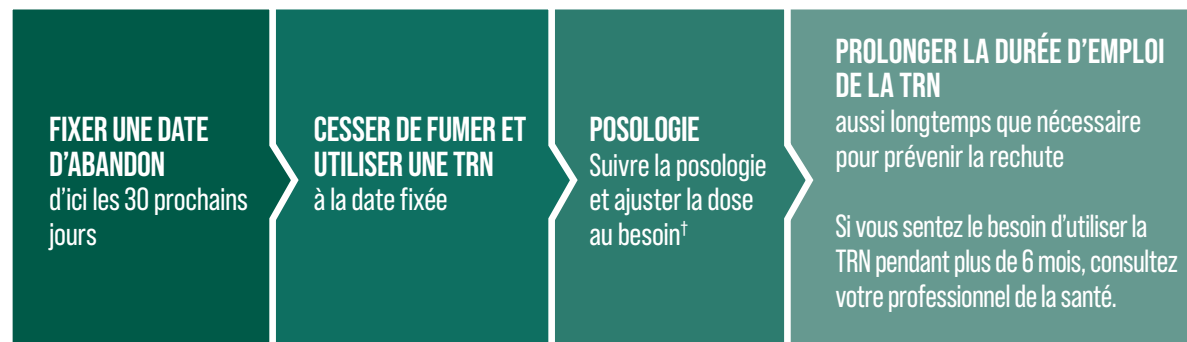 FIXER UNE DATE
D'ABANDON
d'ici les 30 prochains
jours
CESSER DE FUMER ET
UTILISER UNE TRN
à la date fixée
POSOLOGIE
Suivre la posologie
et ajuster la dose
au besoin†
PROLONGER LA DURÉE D'EMPLOI
DE LA TRN
aussi longtemps que nécessaire
pour prévenir la rechute
Si vous sentez le besoin d'utiliser la
TRN pendant plus de 6 mois, consultez
votre professionnel de la santé.